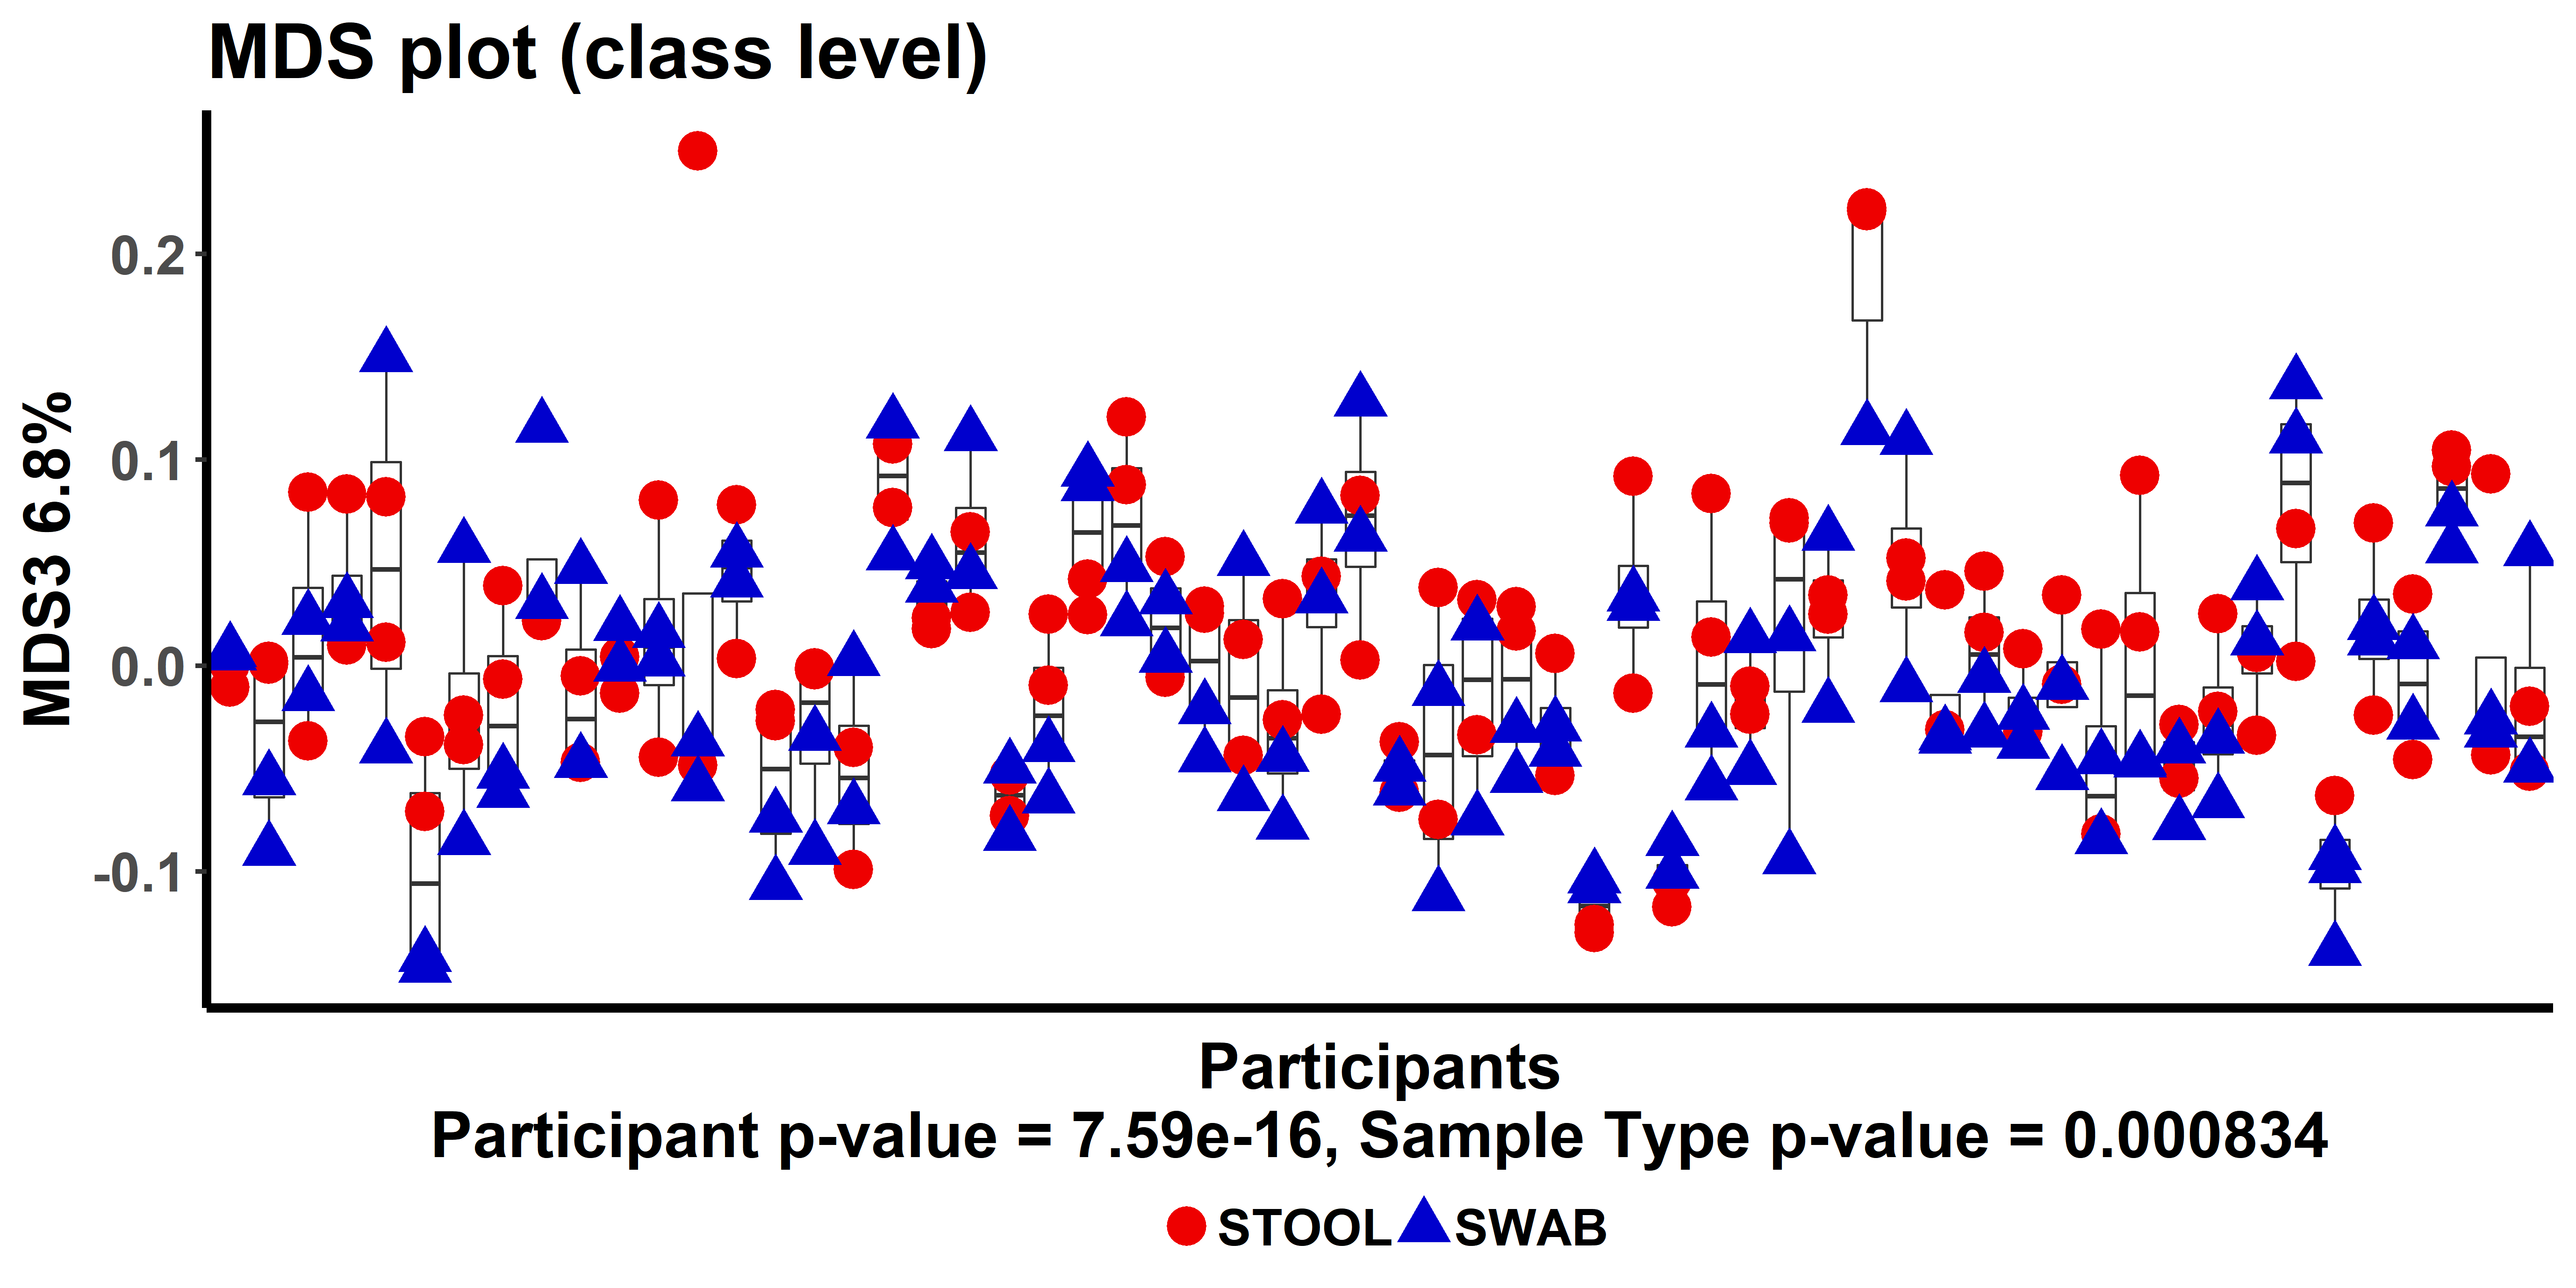 MDS plot (class level)
MDS3 6.8%
0.2
0.1
0.0
-0.1
Participants
Participant p-value = 7.59e-16, Sample Type p-value = 0.000834
STOOL SWAB